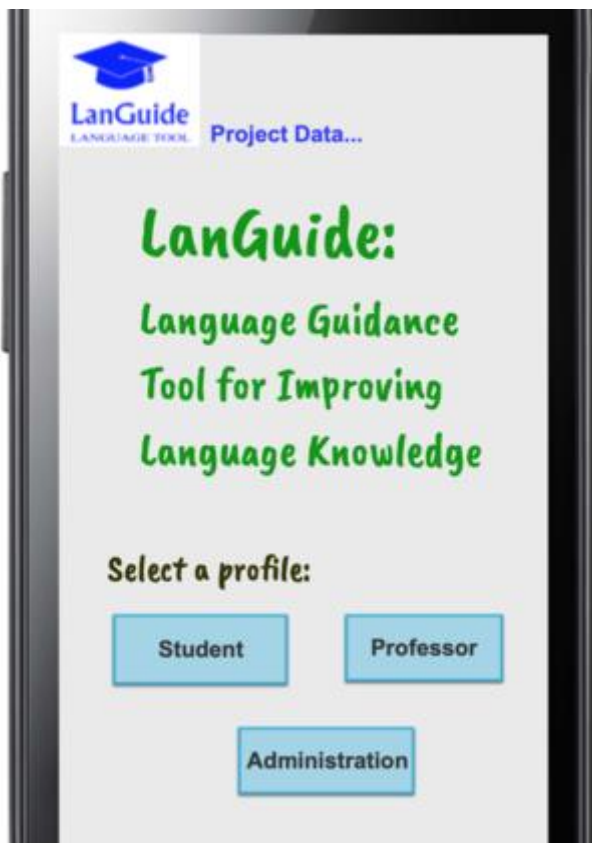 LanGuide
LANGUAGE TOOL
Project Data...
LanGuide:
Language Guidance
Tool for Improving
Language Knowledge
Select a profile:
Student
Professor
Administration